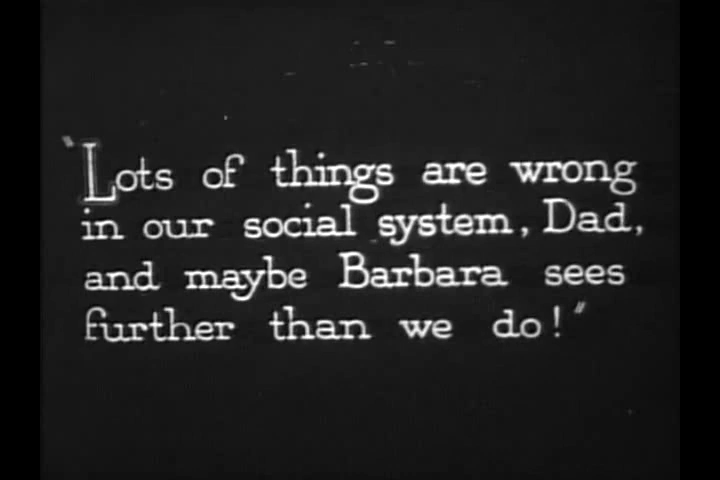 "Lots of things are wrong
in our social system, Dad,
and maybe Barbara sees
further than we do!"